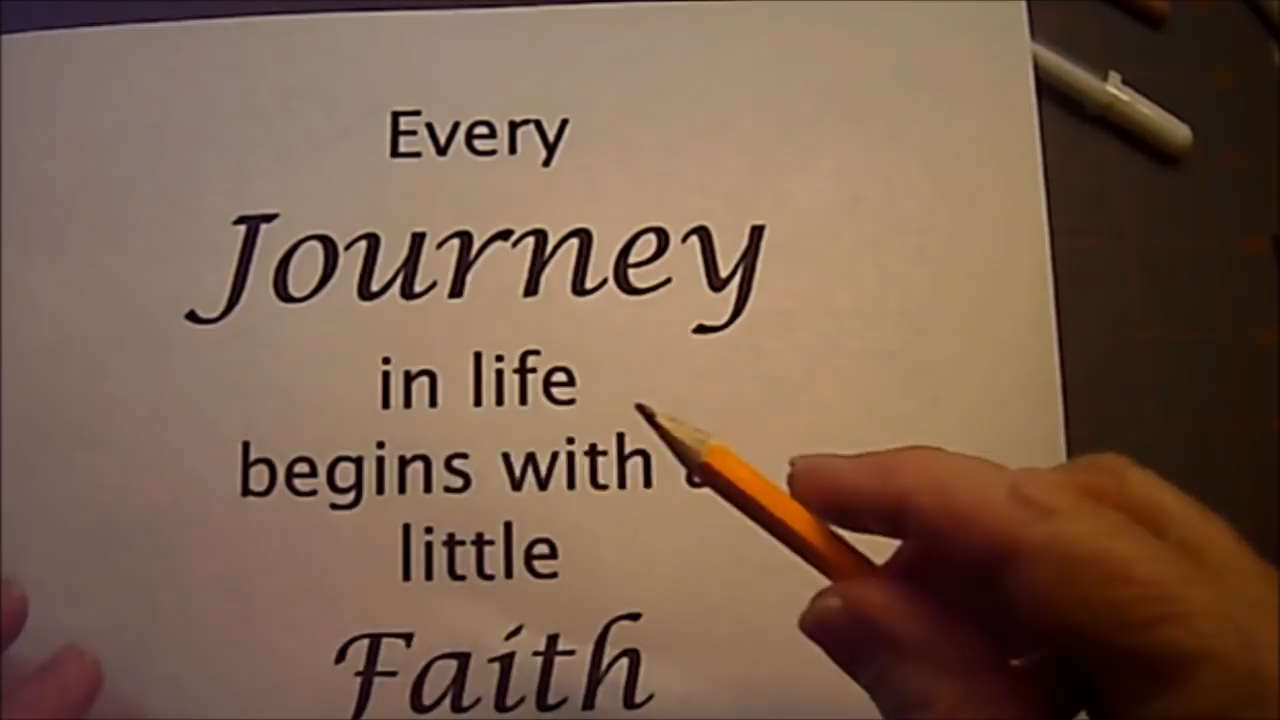 Every
Journey
in life
begins with a
little
Faith